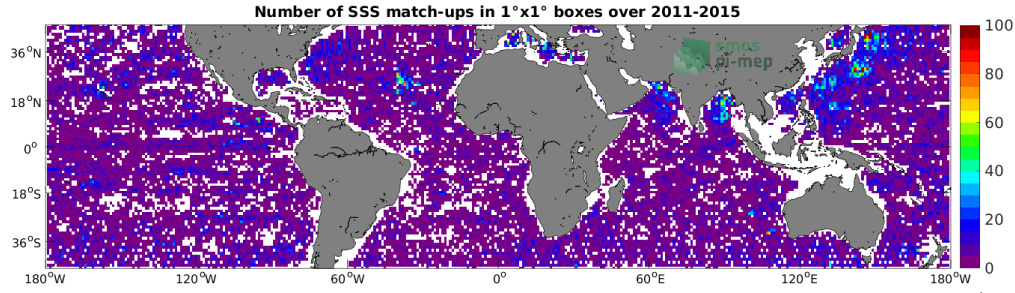 Number of SSS match-ups in 1°x1° boxes over 2011-2015
smos
pi-mep
36°N
18°N
0°
18°S
36°S
180°W 120°W 60°W 0° 60°E 120°E 180°W
100
80
60
40
20
0